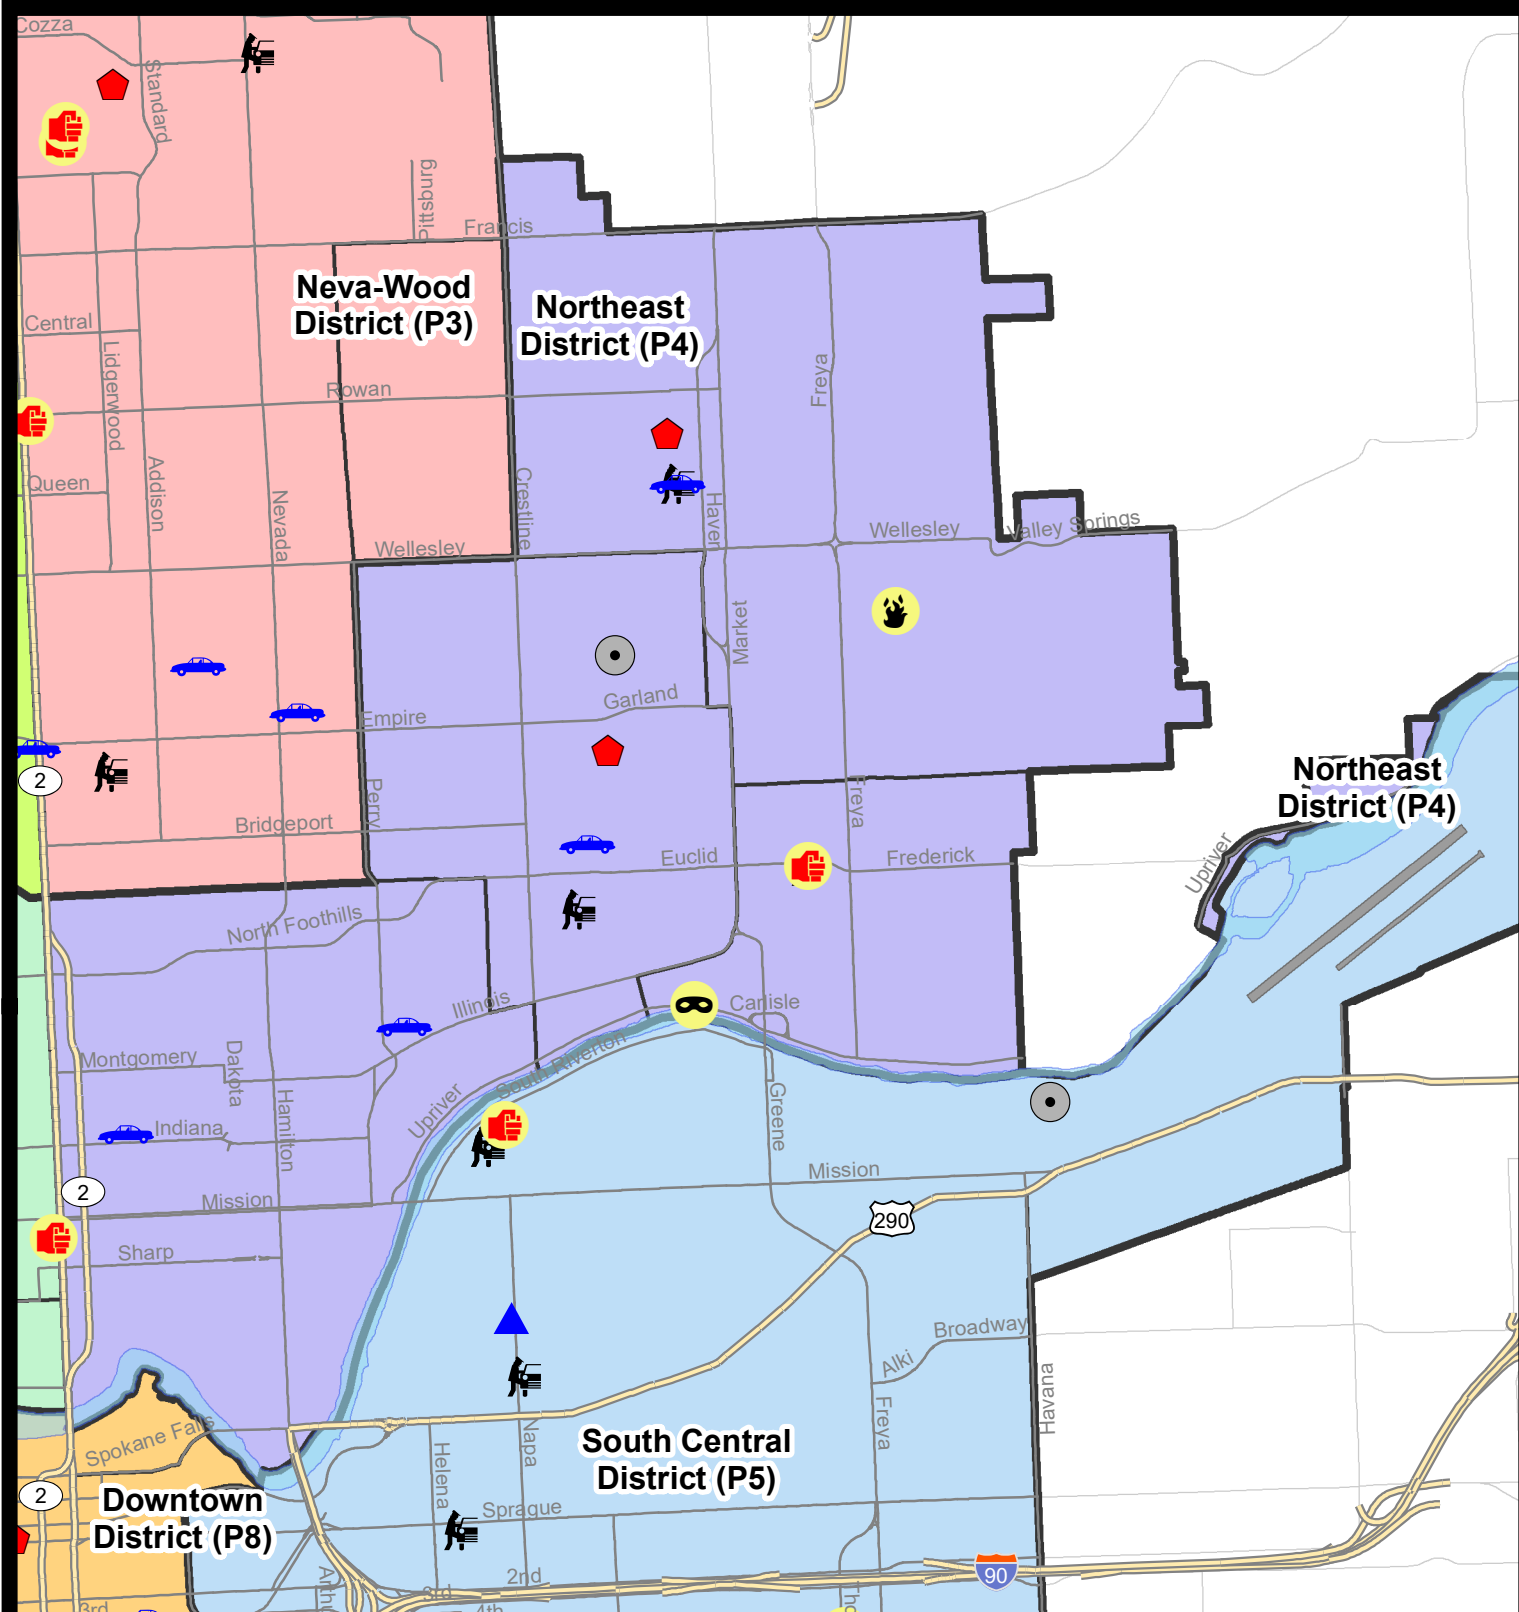 Cozza
Standard
Pittsburg
Francis
Neva-Wood
District (P3)
Northeast
District (P4)
Central
Lidgerwood
Freya
Rowan
Queen
Addison
Nevada
Crestline
Haven
Wellesley
Valley Springs
Wellesley
Market
Garland
Empire
2
Perry
Freya
Northeast
District (P4)
Bridgeport
Euclid
Frederick
Upriver
North Foothills
Illinois
Carlisle
Montgomery
Dakota
South Riverton
Upriver
Hamilton
Greene
Indiana
Mission
2
Mission
290
Sharp
Broadway
Alki
Havana
Freya
Napa
Spokane Falls
South Central
District (P5)
Helena
2
Downtown
District (P8)
Sprague
90
2nd
3rd
4th
3rd